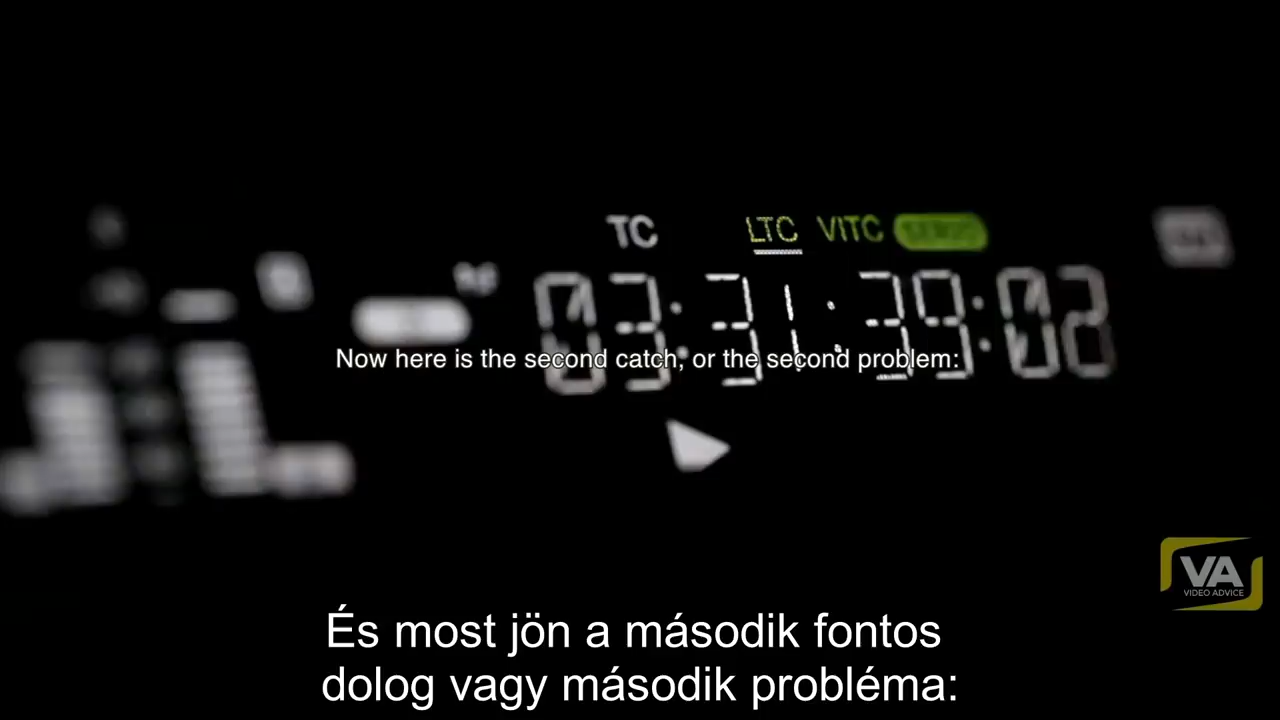 TC
LTC VITC
03:31:39:02
Now here is the second catch, or the second problem:
VA
VIDEO ADVICE
És most jön a második fontos
dolog vagy második probléma: